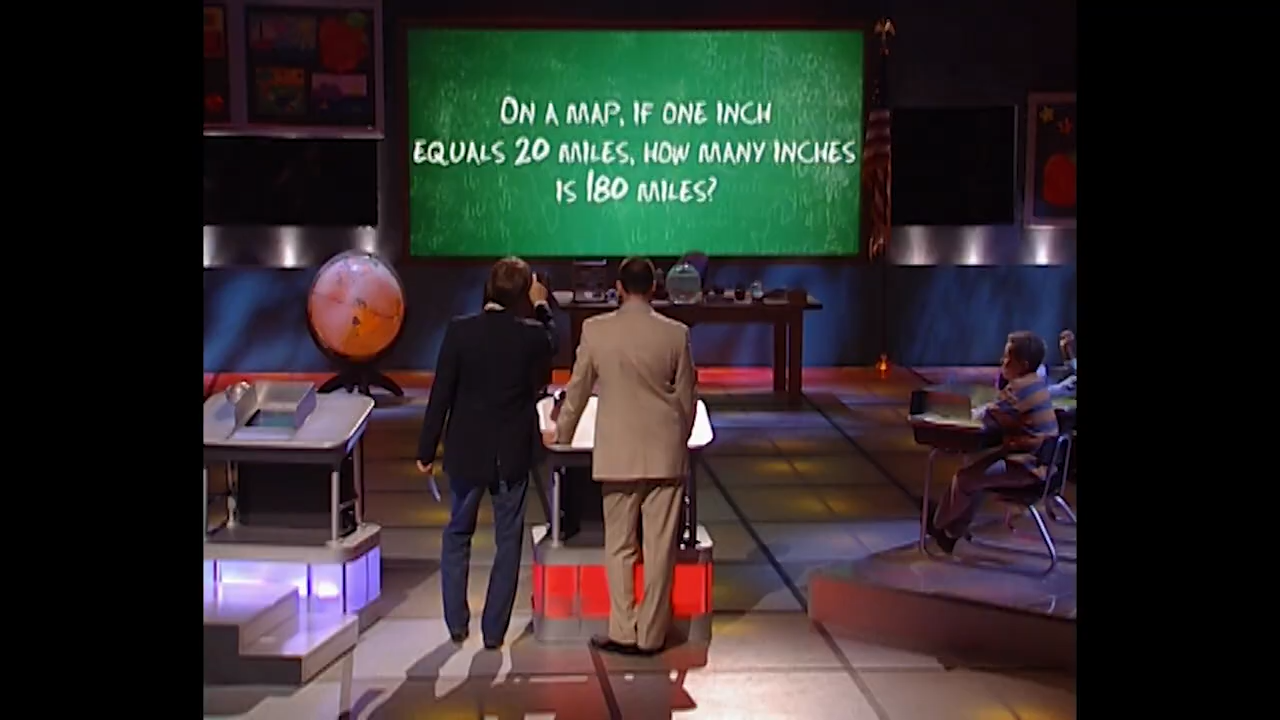 ON A MAP, IF ONE INCH
EQUALS 20 MILES, HOW MANY INCHES
IS 180 MILES?